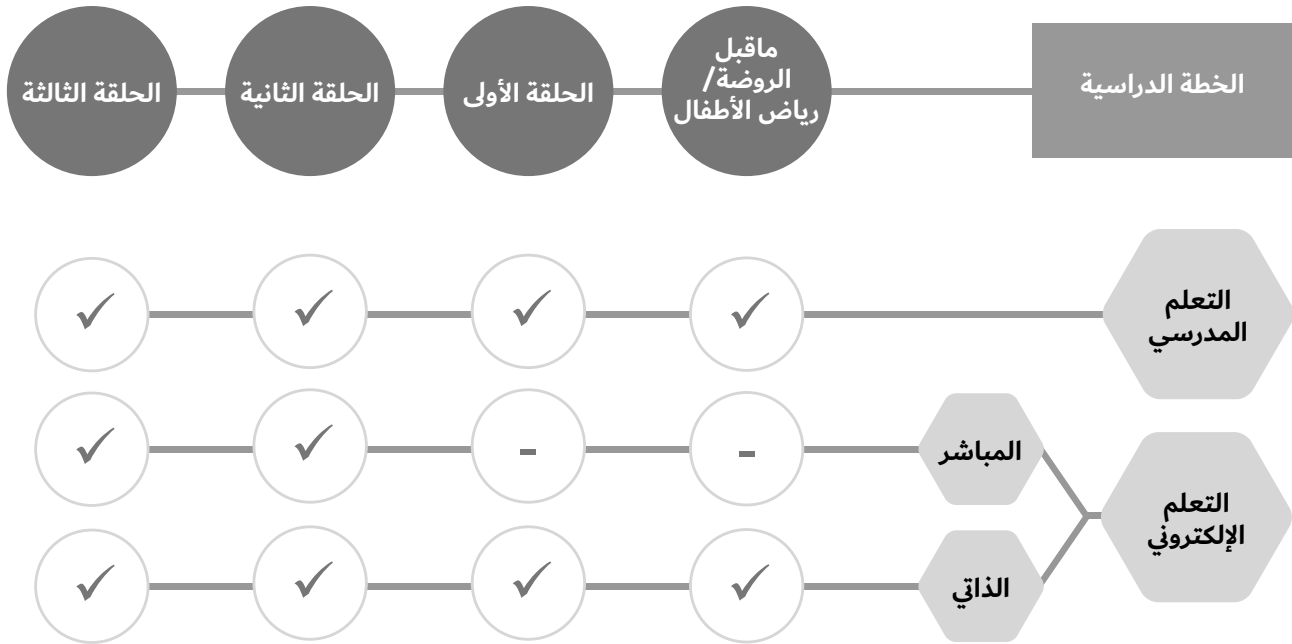 الخطة الدراسية
ماقبل
الروضة/
رياض الأطفال
الحلقة الأولى
الحلقة الثانية
الحلقة الثالثة
التعلم
المدرسي
✓ ✓ ✓ ✓
التعلم
الإلكتروني
المباشر
- - ✓ ✓
الذاتي
✓ ✓ ✓ ✓